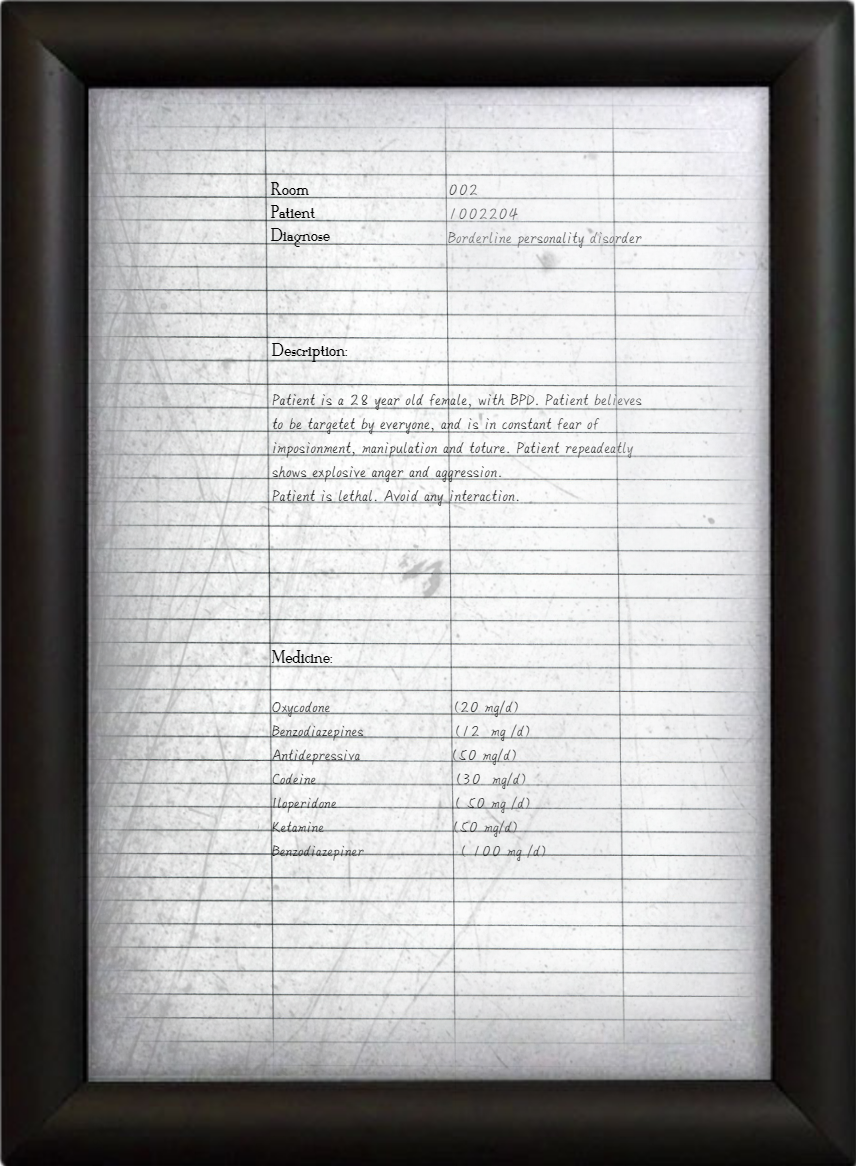 Room 002
Patient 1002204
Diagnose Borderline personality disorder
Description:
Patient is a 28 year old female, with BPD. Patient believes
to be targetet by everyone, and is in constant fear of
imposionment, manipulation and toture. Patient repeadeatly
shows explosive anger and aggression.
Patient is lethal. Avoid any interaction.
Medicine:
Oxycodone (20 mg/d)
Benzodiazepines (12 mg /d)
Antidepressiva (50 mg/d)
Codeine (30 mg/d)
Iloperidone ( 50 mg /d)
Ketamine (50 mg/d)
Benzodiazepiner ( 100 mg /d)